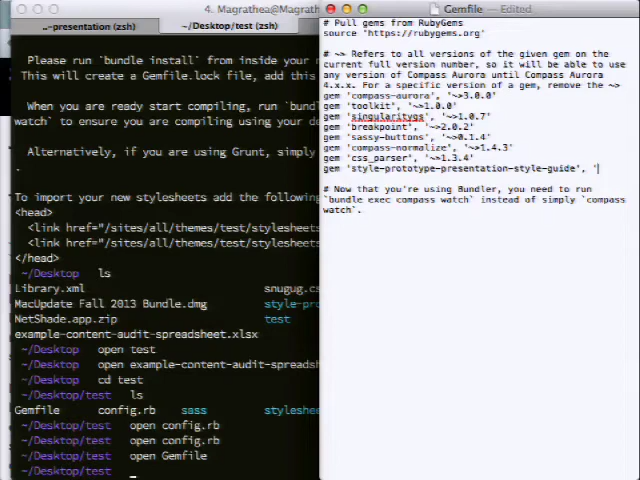 4. Magrathea@Magrath
..-presentation (zsh)
~/Desktop/test (zsh)
Please run `bundle install` from inside your n
This will create a Gemfile.lock file, add this
When you are ready start compiling, run `bundl
watch` to ensure you are compiling using your de
Alternatively, if you are using Grunt, simply
.
To import your new stylesheets add the following
<head>
<link href="/sites/all/themes/test/stylesheets
<link href="/sites/all/themes/test/stylesheets
</head>
~/Desktop ls
Library.xml snugug.cs
MacUpdate Fall 2013 Bundle.dmg style-pro
NetShade.app.zip test
example-content-audit-spreadsheet.xlsx
~/Desktop open test
~/Desktop open example-content-audit-spreadsh
~/Desktop cd test
~/Desktop/test ls
Gemfile config.rb sass styleshee
~/Desktop/test open config.rb
~/Desktop/test open config.rb
~/Desktop/test open Gemfile
~/Desktop/test
Gemfile — Edited
# Pull gems from RubyGems
source 'https://rubygems.org'
# ~> Refers to all versions of the given gem on the
current full version number, so it will be able to use
any version of Compass Aurora until Compass Aurora
4.x.x. For a specific version of a gem, remove the ~>
gem 'compass-aurora', '~>3.0.0'
gem 'toolkit', '~>1.0.0'
gem 'singularitygs', '~>1.0.7'
gem 'breakpoint', '~>2.0.2'
gem 'sassy-buttons', '~>0.1.4'
gem 'compass-normalize', '~>1.4.3'
gem 'css_parser', '~>1.3.4'
gem 'style-prototype-presentation-style-guide', '
# Now that you're using Bundler, you need to run
`bundle exec compass watch` instead of simply `compass
watch`.